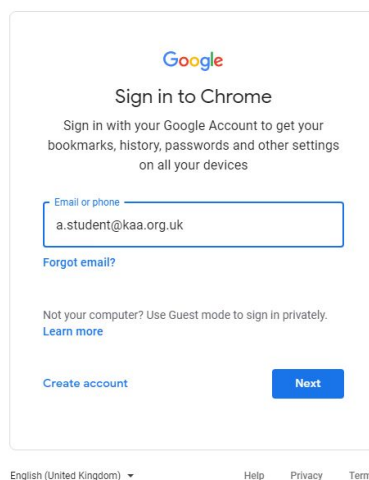 Google
Sign in to Chrome
Sign in with your Google Account to get your
bookmarks, history, passwords and other settings
on all your devices
Email or phone
a.student@kaa.org.uk
Forgot email?
Not your computer? Use Guest mode to sign in privately.
Learn more
Create account Next
English (United Kingdom) Help Privacy Term